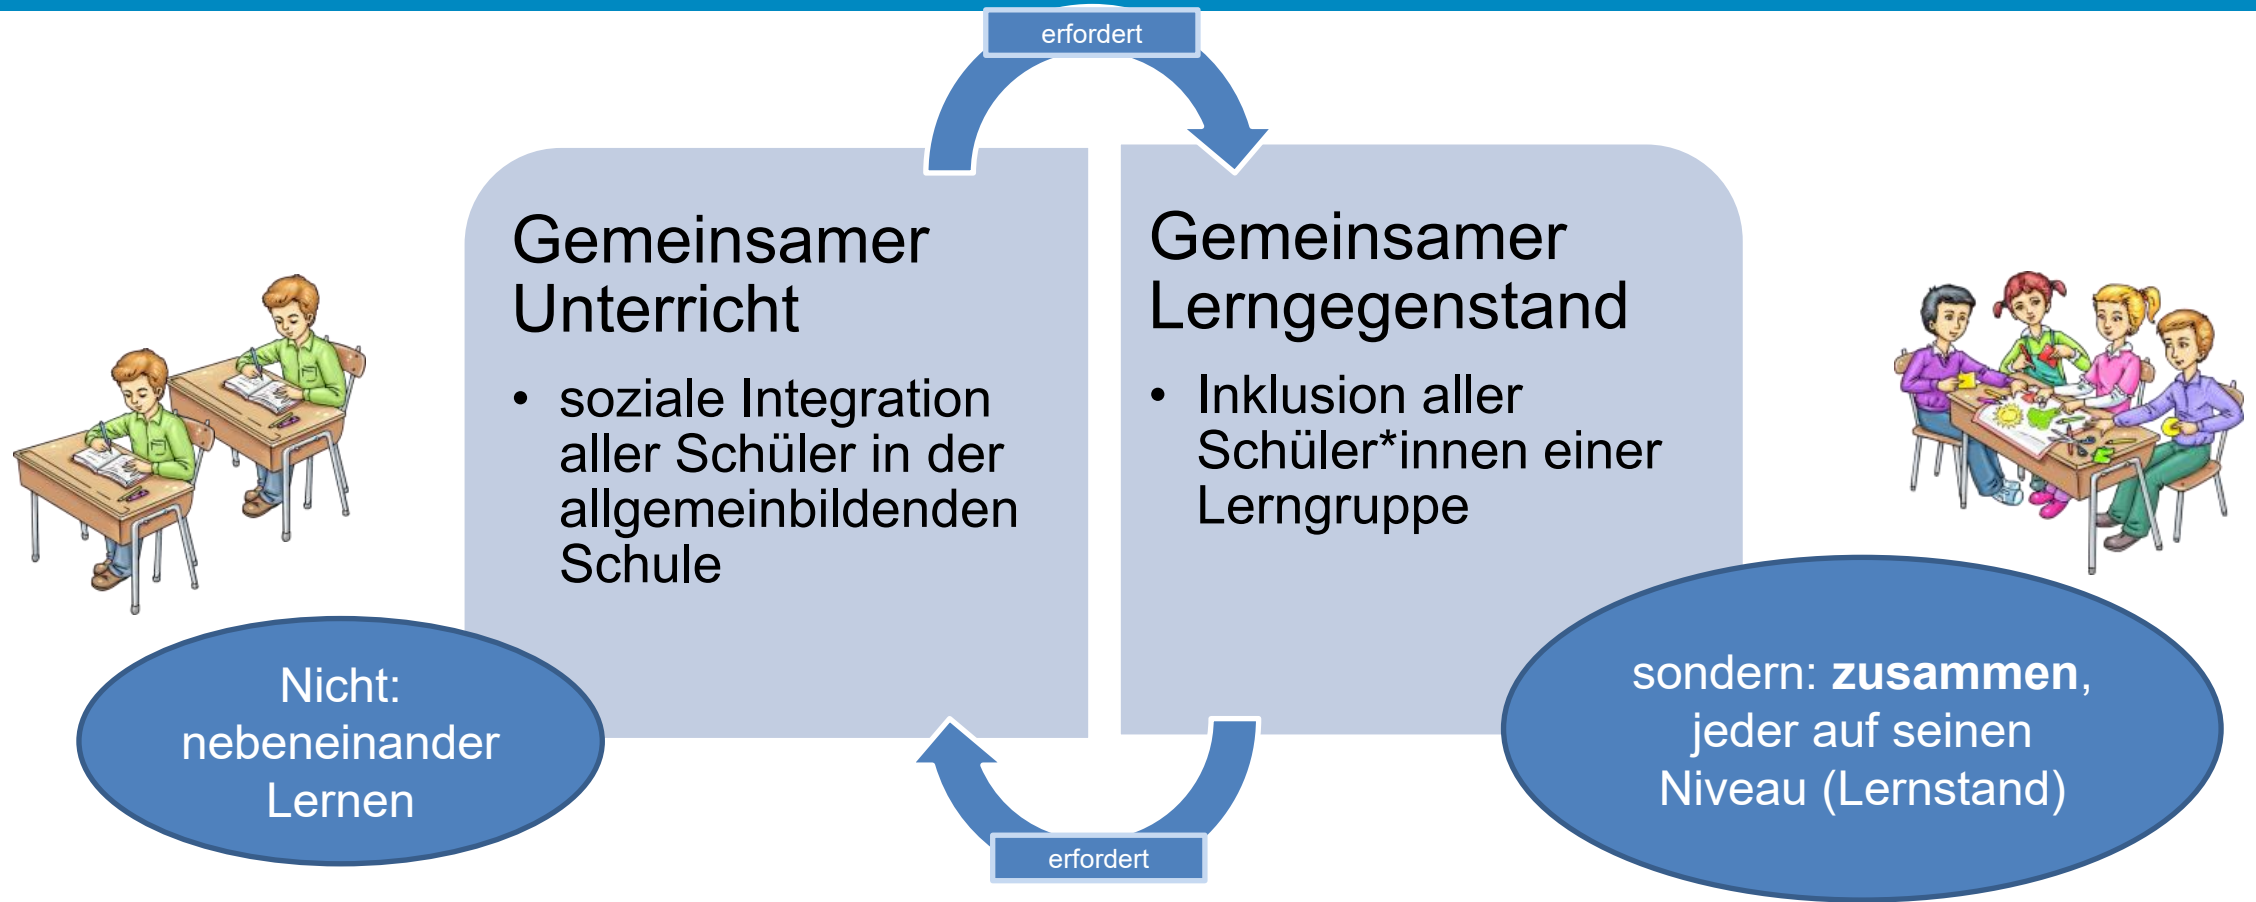 erfordert
Gemeinsamer
Unterricht
• soziale Integration
aller Schüler in der
allgemeinbildenden
Schule
Gemeinsamer
Lerngegenstand
• Inklusion aller
Schüler*innen einer
Lerngruppe
Nicht:
nebeneinander
Lernen
sondern: zusammen,
jeder auf seinen
Niveau (Lernstand)
erfordert